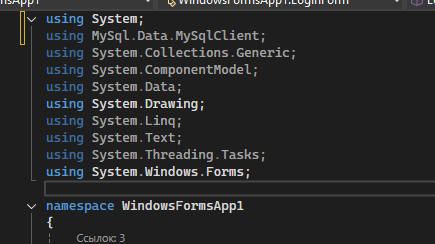 WindowsFormsApp1.LoginForm
using System;
using MySql.Data.MySqlClient;
using System.Collections.Generic;
using System.ComponentModel;
using System.Data;
using System.Drawing;
using System.Linq;
using System.Text;
using System.Threading.Tasks;
using System.Windows.Forms;
namespace WindowsFormsApp1
{
Ссылок: 3